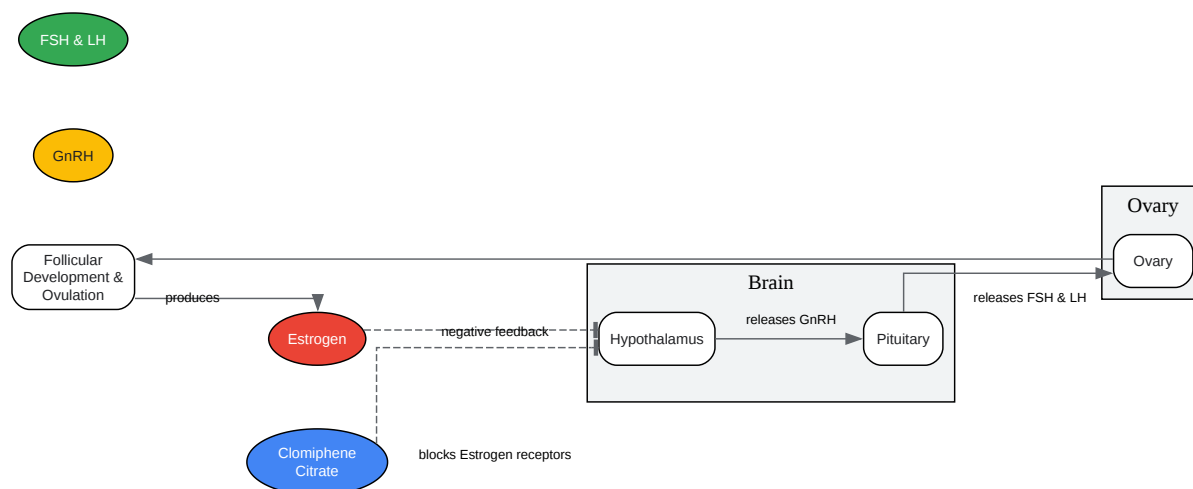 FSH & LH
GnRH
Ovary
Follicular
Development &
Ovulation
Ovary
Brain
produces
releases FSH & LH
releases GnRH
Estrogen
negative feedback
Hypothalamus
Pituitary
Clomiphene
Citrate
blocks Estrogen receptors